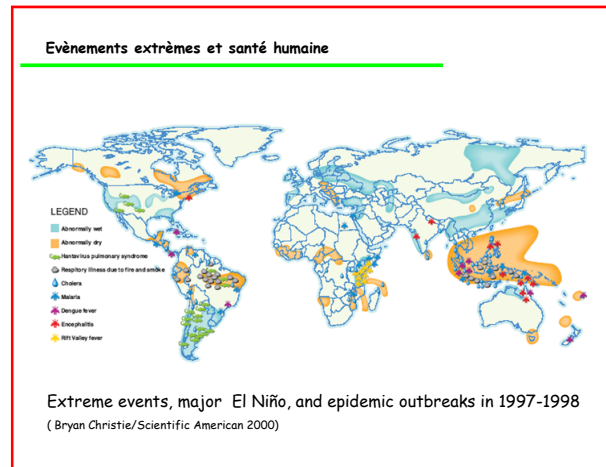 Evènements extrèmes et santé humaine
LEGEND
Abnormally wet
Abnormally dry
Hantavirus pulmonary syndrome
Respitory illness due to fire and smoke
Cholera
Malaria
Dengue fever
Encephalitis
Rift Valley fever
Extreme events, major El Niño, and epidemic outbreaks in 1997-1998
( Bryan Christie/Scientific American 2000)